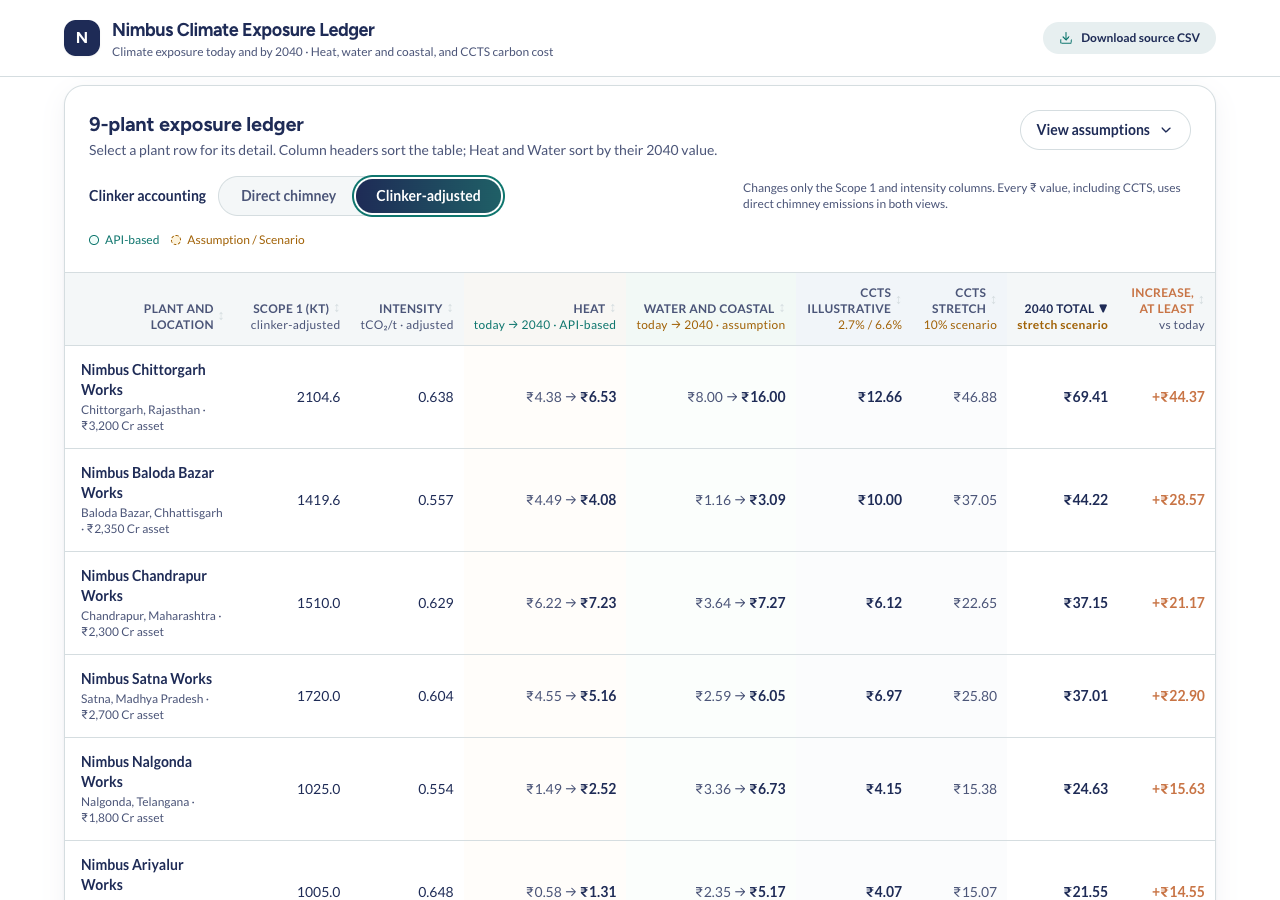 N
Nimbus Climate Exposure Ledger
Climate exposure today and by 2040 · Heat, water and coastal, and CCTS carbon cost
Download source CSV
9-plant exposure ledger
Select a plant row for its detail. Column headers sort the table; Heat and Water sort by their 2040 value.
View assumptions
Clinker accounting
Direct chimney
Clinker-adjusted
Changes only the Scope 1 and intensity columns. Every ₹ value, including CCTS, uses
direct chimney emissions in both views.
API-based
Assumption / Scenario
PLANT AND
LOCATION ↕
SCOPE 1 (KT) ↕
clinker-adjusted
INTENSITY ↕
tCO₂/t · adjusted
HEAT ↕
today → 2040 · API-based
WATER AND COASTAL ↕
today → 2040 · assumption
CCTS
ILLUSTRATIVE ↕
2.7% / 6.6%
CCTS
STRETCH ↕
10% scenario
2040 TOTAL ▼
stretch scenario
INCREASE,
AT LEAST ↕
vs today
Nimbus Chittorgarh
Works
Chittorgarh, Rajasthan ·
₹3,200 Cr asset
2104.6
0.638
₹4.38 → ₹6.53
₹8.00 → ₹16.00
₹12.66
₹46.88
₹69.41
+₹44.37
Nimbus Baloda Bazar
Works
Baloda Bazar, Chhattisgarh
· ₹2,350 Cr asset
1419.6
0.557
₹4.49 → ₹4.08
₹1.16 → ₹3.09
₹10.00
₹37.05
₹44.22
+₹28.57
Nimbus Chandrapur
Works
Chandrapur, Maharashtra ·
₹2,300 Cr asset
1510.0
0.629
₹6.22 → ₹7.23
₹3.64 → ₹7.27
₹6.12
₹22.65
₹37.15
+₹21.17
Nimbus Satna Works
Satna, Madhya Pradesh ·
₹2,700 Cr asset
1720.0
0.604
₹4.55 → ₹5.16
₹2.59 → ₹6.05
₹6.97
₹25.80
₹37.01
+₹22.90
Nimbus Nalgonda
Works
Nalgonda, Telangana ·
₹1,800 Cr asset
1025.0
0.554
₹1.49 → ₹2.52
₹3.36 → ₹6.73
₹4.15
₹15.38
₹24.63
+₹15.63
Nimbus Ariyalur
Works
1005.0
0.648
₹0.58 → ₹1.31
₹2.35 → ₹5.17
₹4.07
₹15.07
₹21.55
+₹14.55